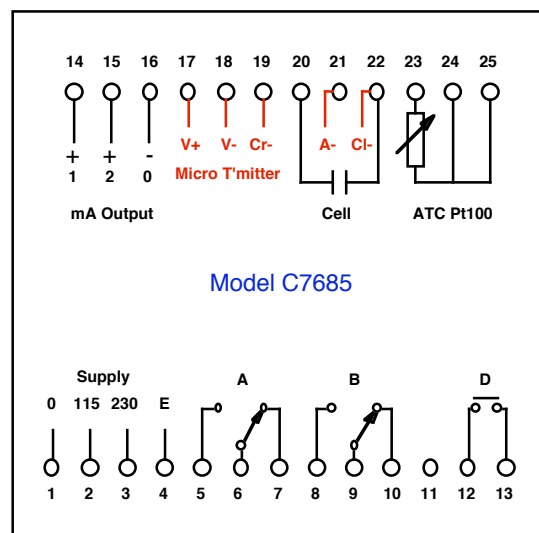 14 15 16 17 18 19 20 21 22 23 24 25
V+ V- Cr- A- Cl-
+ + -
1 2 0 Micro T'mitter
mA Output Cell ATC Pt100
Model C7685
Supply A B D
0 115 230 E
1 2 3 4 5 6 7 8 9 10 11 12 13